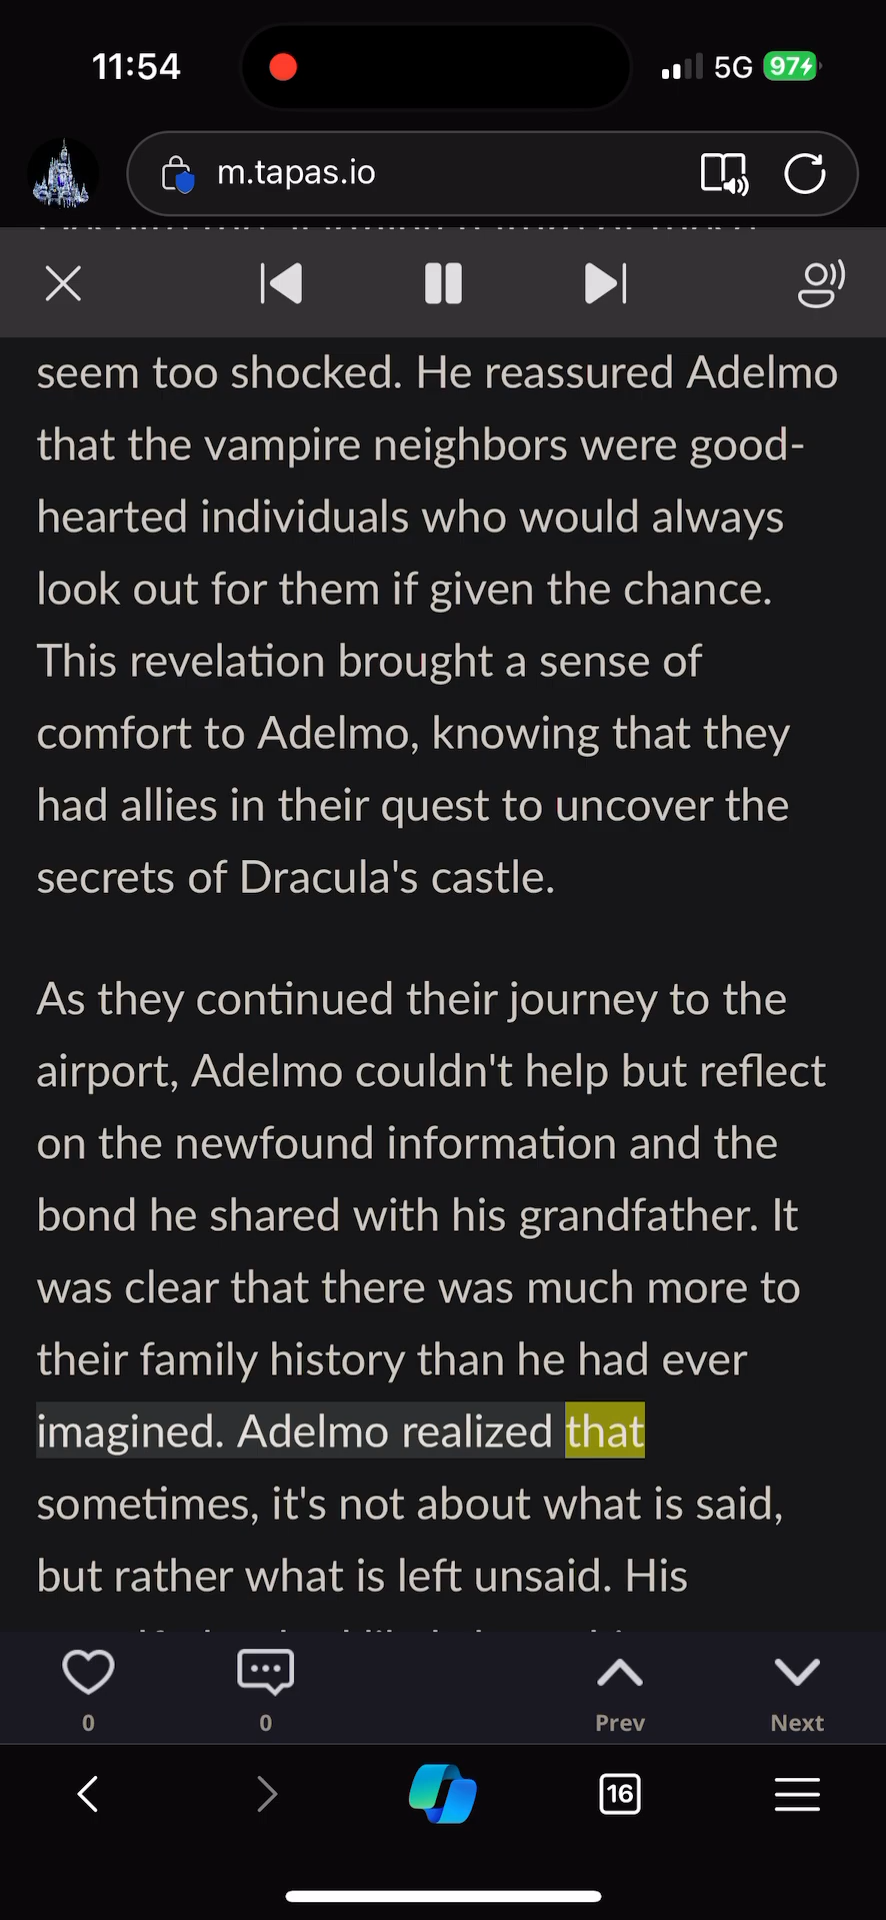 11:54
5G
97
m.tapas.io
seem too shocked. He reassured Adelmo
that the vampire neighbors were good-
hearted individuals who would always
look out for them if given the chance.
This revelation brought a sense of
comfort to Adelmo, knowing that they
had allies in their quest to uncover the
secrets of Dracula's castle.
As they continued their journey to the
airport, Adelmo couldn't help but reflect
on the newfound information and the
bond he shared with his grandfather. It
was clear that there was much more to
their family history than he had ever
imagined. Adelmo realized that
sometimes, it's not about what is said,
but rather what is left unsaid. His
0
0
Prev
Next
16